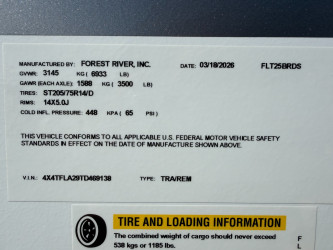 MANUFACTURED BY: FOREST RIVER, INC. DATE: 03/18/2026 FLT25BRDS
GVWR: 3145 KG ( 6933 LB)
GAWR (EACH AXLE): 1588 KG ( 3500 LB)
TIRES: ST205/75R14/D
RIMS: 14X5.0J
COLD INFL. PRESSURE: 448 KPA ( 65 PSI)
THIS VEHICLE CONFORMS TO ALL APPLICABLE U.S. FEDERAL MOTOR VEHICLE SAFETY
STANDARDS IN EFFECT ON THE DATE OF MANUFACTURE SHOWN ABOVE.
V.I.N.: 4X4TFLA29TD469138 TYPE: TRA/REM
TIRE AND LOADING INFORMATION
The combined weight of cargo should never exceed
538 kg or 1185 lbs.
F
L